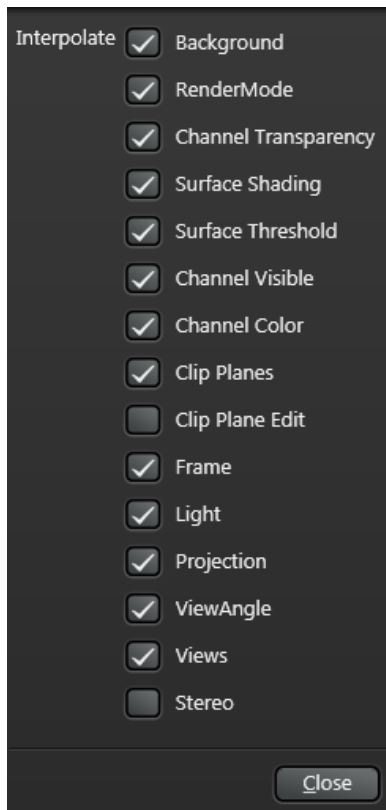 Interpolate Background
RenderMode
Channel Transparency
Surface Shading
Surface Threshold
Channel Visible
Channel Color
Clip Planes
Clip Plane Edit
Frame
Light
Projection
ViewAngle
Views
Stereo
Close